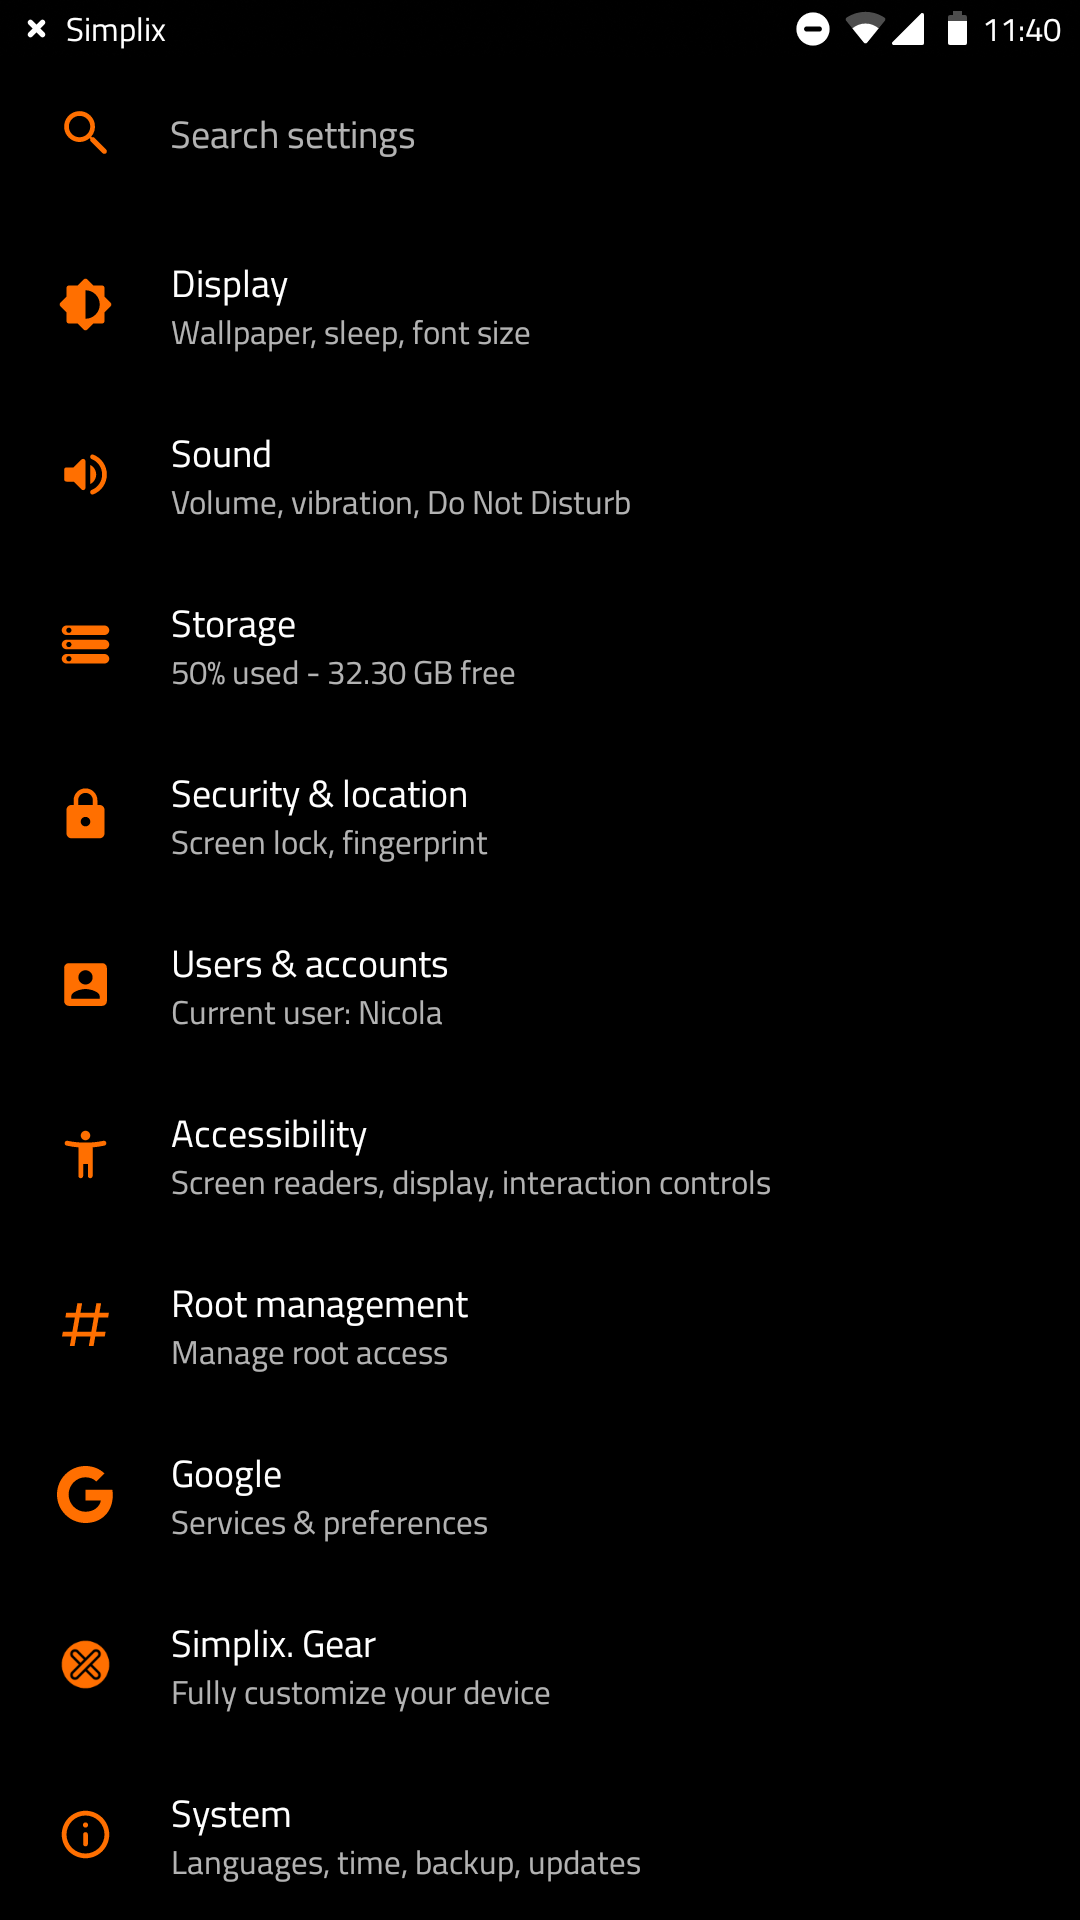 Simplix 11:40
Search settings
Display
Wallpaper, sleep, font size
Sound
Volume, vibration, Do Not Disturb
Storage
50% used - 32.30 GB free
Security & location
Screen lock, fingerprint
Users & accounts
Current user: Nicola
Accessibility
Screen readers, display, interaction controls
Root management
Manage root access
Google
Services & preferences
Simplix. Gear
Fully customize your device
System
Languages, time, backup, updates